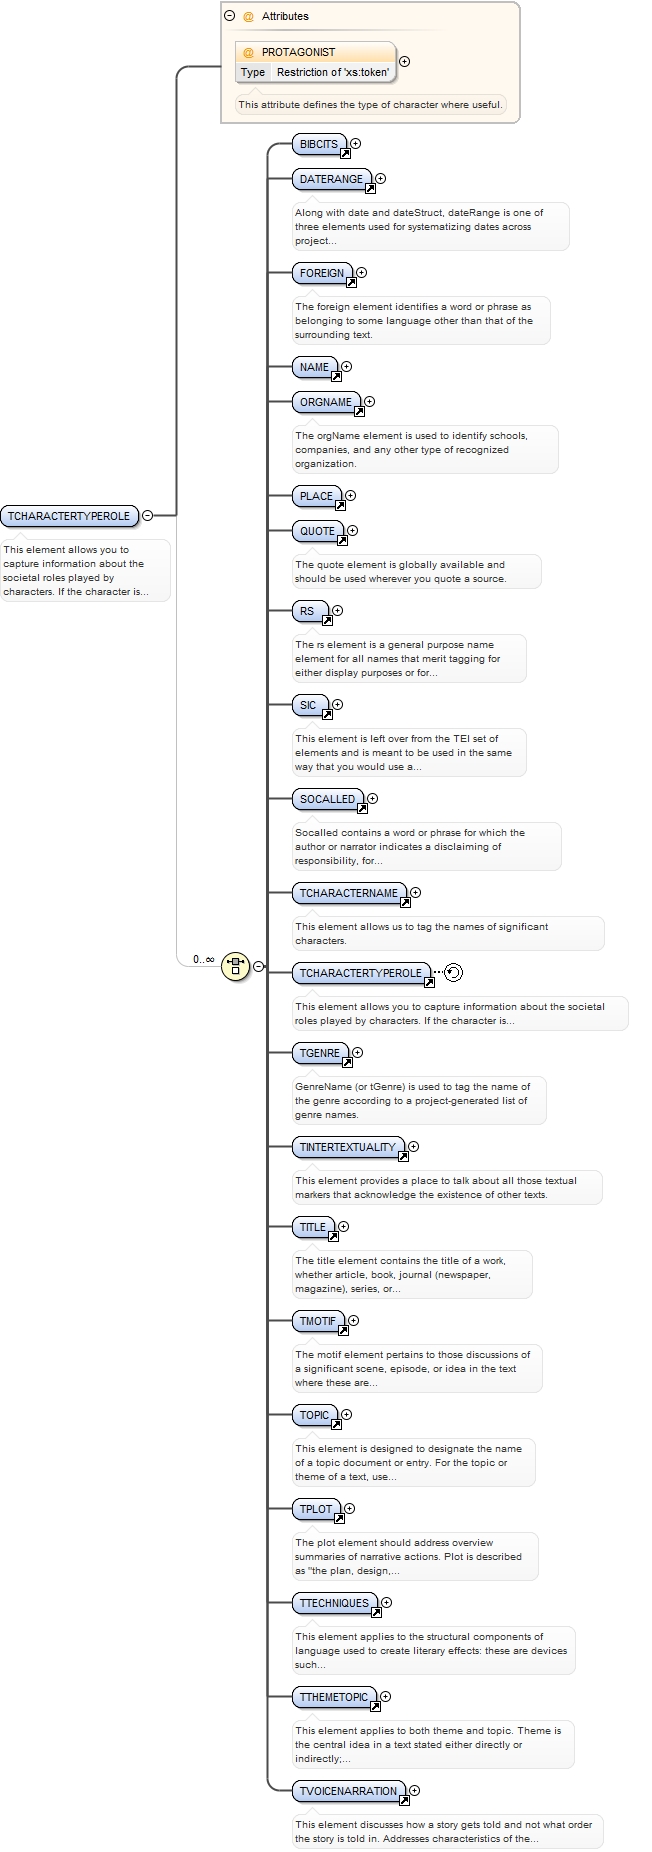 Attributes
@ PROTAGONIST
Type Restriction of 'xs:token'
This attribute defines the type of character where useful.
BIBCITS
DATERANGE
Along with date and dateStruct, dateRange is one of
three elements used for systematizing dates across
project...
FOREIGN
The foreign element identifies a word or phrase as
belonging to some language other than that of the
surrounding text.
NAME
ORGNAME
The orgName element is used to identify schools,
companies, and any other type of recognized
organization.
PLACE
TCHARACTERTYPEROLE
This element allows you to
capture information about the
societal roles played by
characters. If the character is...
QUOTE
The quote element is globally available and
should be used wherever you quote a source.
RS
The rs element is a general purpose name
element for all names that merit tagging for
either display purposes or for...
SIC
This element is left over from the TEI set of
elements and is meant to be used in the same
way that you would use a...
SOCALLED
Socalled contains a word or phrase for which the
author or narrator indicates a disclaiming of
responsibility, for...
TCHARACTERNAME
This element allows us to tag the names of significant
characters.
0..∞
TCHARACTERTYPEROLE
This element allows you to capture information about the societal
roles played by characters. If the character is...
TGENRE
GenreName (or tGenre) is used to tag the name of
the genre according to a project-generated list of
genre names.
TINTERTEXTUALITY
This element provides a place to talk about all those textual
markers that acknowledge the existence of other texts.
TITLE
The title element contains the title of a work,
whether article, book, journal (newspaper,
magazine), series, or...
TMOTIF
The motif element pertains to those discussions of
a significant scene, episode, or idea in the text
where these are...
TOPIC
This element is designed to designate the name
of a topic document or entry. For the topic or
theme of a text, use...
TPLOT
The plot element should address overview
summaries of narrative actions. Plot is described
as "the plan, design,...
TTECHNIQUES
This element applies to the structural components of
language used to create literary effects: these are devices
such...
TTHEMETOPIC
This element applies to both theme and topic. Theme is
the central idea in a text stated either directly or
indirectly;...
TVOICENARRATION
This element discusses how a story gets told and not what order
the story is told in. Addresses characteristics of the...